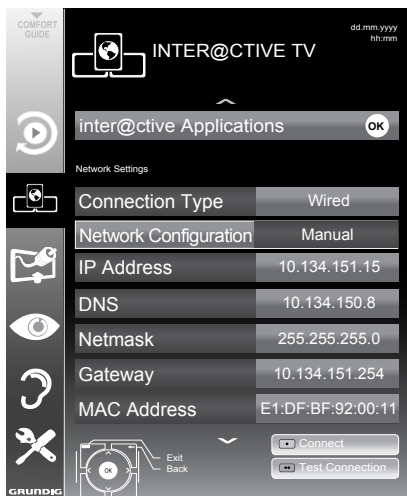 COMFORT
GUIDE
dd.mm.yyyy
hh:mm
INTER@CTIVE TV
inter@ctive Applications OK
Network Settings
Connection Type Wired
Network Configuration Manual
IP Address 10.134.151.15
DNS 10.134.150.8
Netmask 255.255.255.0
Gateway 10.134.151.254
MAC Address E1:DF:BF:92:00:11
OK
Exit
Back
Connect
Test Connection
GRUNDIG